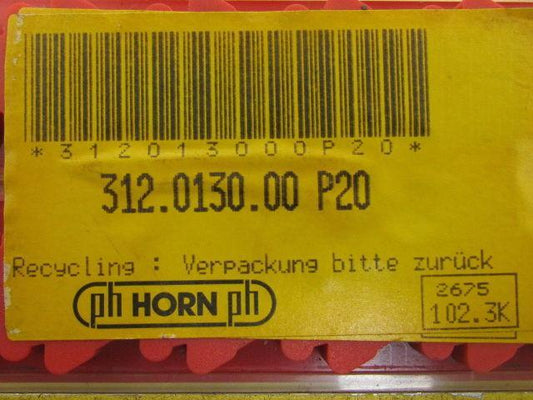 *312013000P20*
312.0130.00 P20
Recycling : Verpackung bitte zurück
ph HORN ph
2675
102.3K